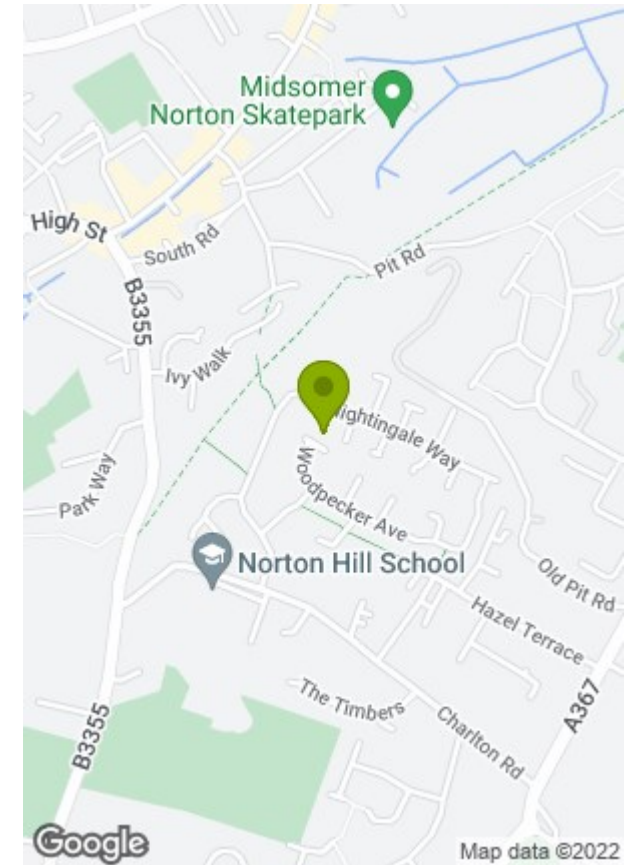 Midsomer
Norton Skatepark
High St
South Rd
Pit Rd
B3355
Ivy Walk
Nightingale Way
Park Way
Woodpecker Ave
Norton Hill School
Old Pit Rd
Hazel Terrace
The Timbers
A367
B3355
Charlton Rd
Google
Map data ©2022